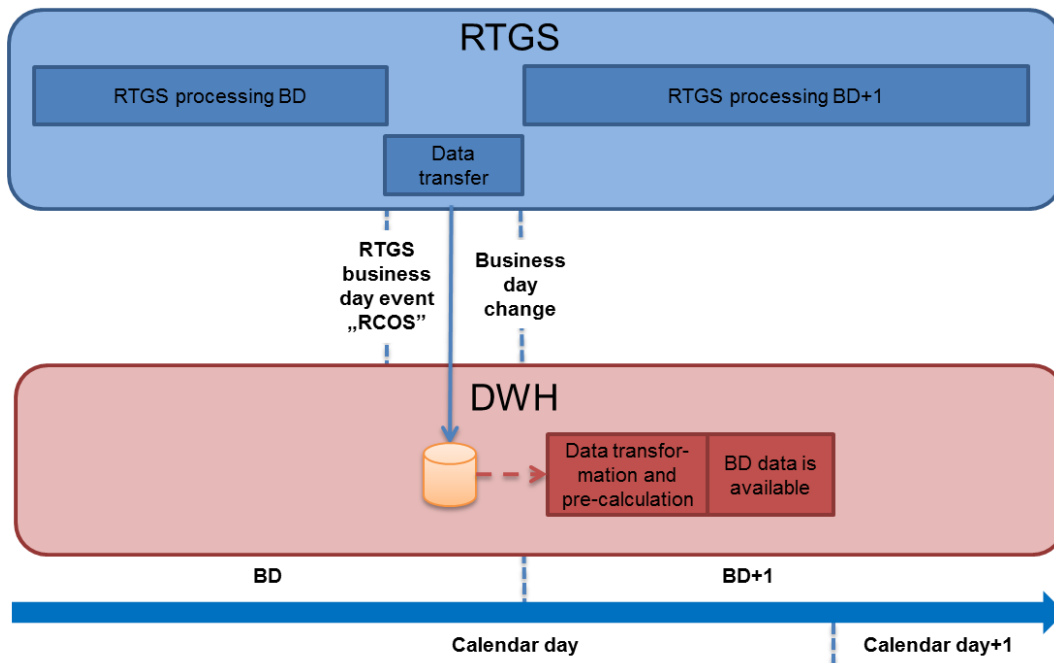 RTGS
RTGS processing BD
RTGS processing BD+1
Data
transfer
RTGS
business
day event
„RCOS”
Business
day
change
DWH
Data transfor-
mation and
pre-calculation
BD data is
available
BD
BD+1
Calendar day
Calendar day+1